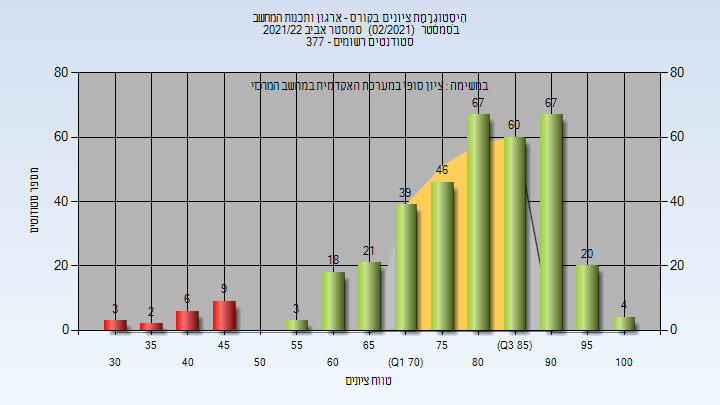 היסטוגרמת ציונים בקורס - ארגון ותכנות המחשב
בסמסטר (02/2021) סמסטר אביב 2021/22
סטודנטים רשומים - 377
במשימה : ציון סופי במערכת האקדמית במחשב המרכזי
80 80
60 60
40 40
20 20
0 0
מספר סטודנטים
3 2 6 9 3 18 21 39 46 67 60 67 20 4
35 45 55 65 75 (Q3 85) 95
30 40 50 60 (Q1 70) 80 90 100
טווח ציונים